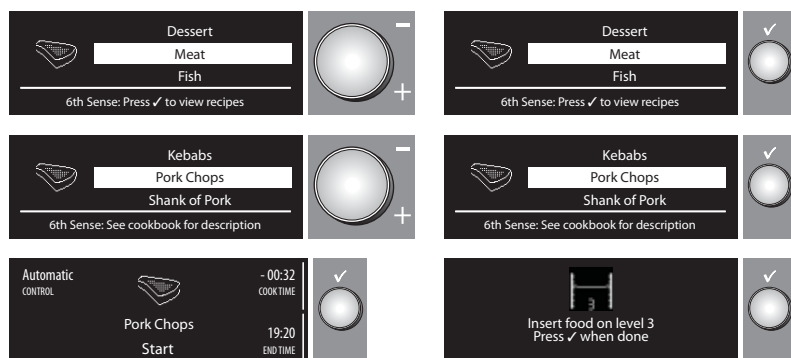 Dessert
Meat
Fish
6th Sense: Press ✓ to view recipes
- +
Dessert
Meat
Fish
6th Sense: Press ✓ to view recipes
✓
Kebabs
Pork Chops
Shank of Pork
6th Sense: See cookbook for description
- +
Kebabs
Pork Chops
Shank of Pork
6th Sense: See cookbook for description
✓
Automatic
CONTROL
- 00:32
COOK TIME
Pork Chops
Start
19:20
END TIME
✓
3
Insert food on level 3
Press ✓ when done
✓